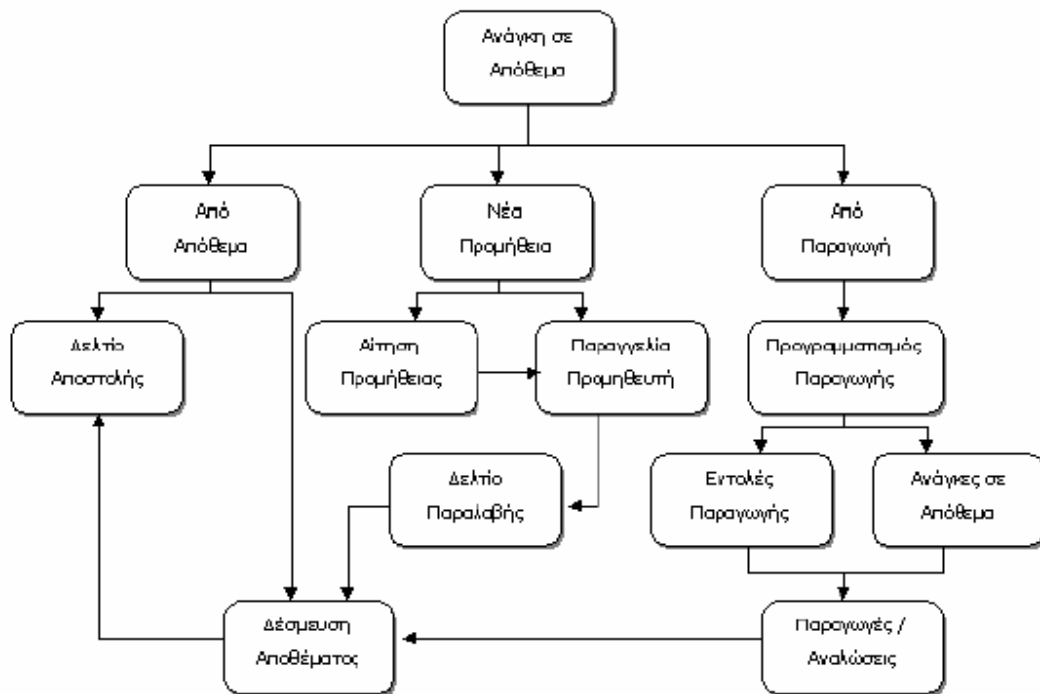 Ανάγκη σε
Απόθεμα
Από
Απόθεμα
Νέα
Προμήθεια
Από
Παραγωγή
Δελτίο
Αποστολής
Αίτηση
Προμήθειας
Παραγγελία
Προμηθευτή
Προγραμματισμός
Παραγωγής
Δελτίο
Παραλαβής
Εντολές
Παραγωγής
Ανάγκες σε
Απόθεμα
Δέσμευση
Αποθέματος
Παραγωγές /
Αναλώσεις